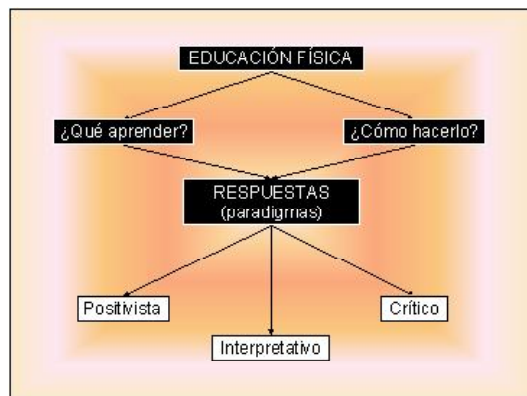 EDUCACIÓN FÍSICA
¿Qué aprender?
¿Cómo hacerlo?
RESPUESTAS
(paradigmas)
Positivista
Crítico
Interpretativo